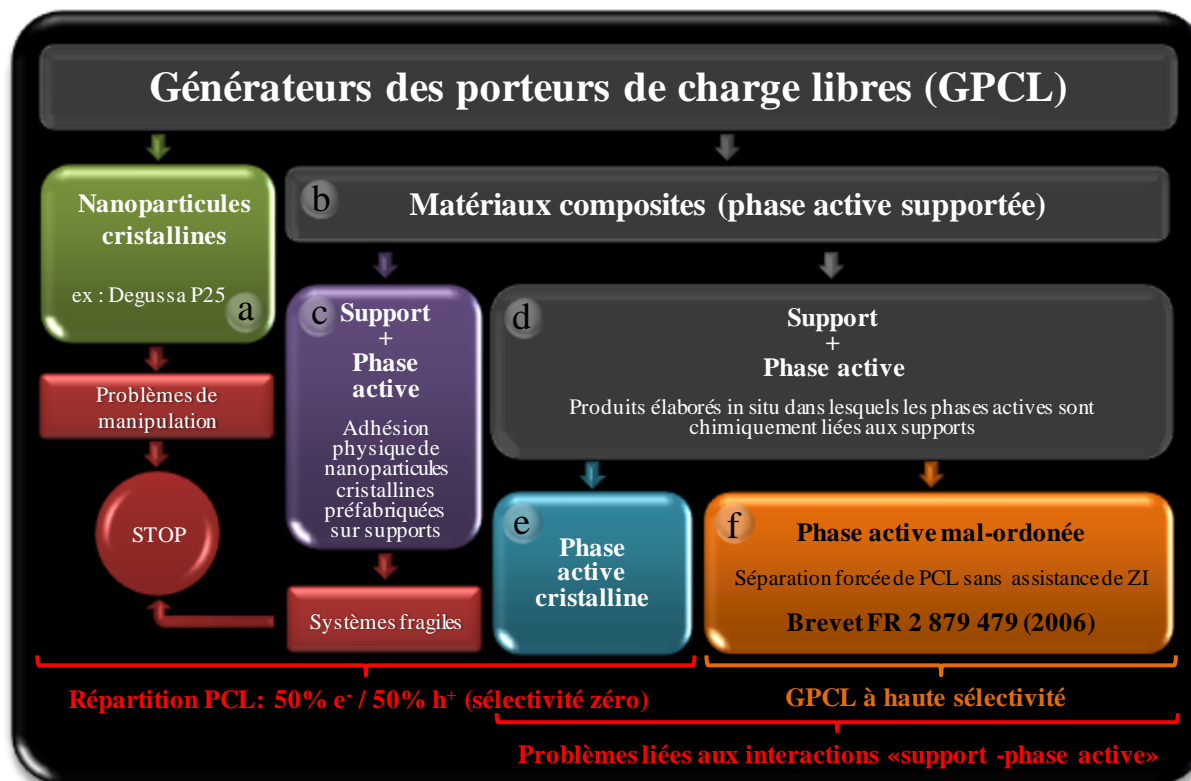 Générateurs des porteurs de charge libres (GPCL)
Nanoparticules
cristallines
ex : Degussa P25
a
b
Matériaux composites (phase active supportée)
Problèmes de
manipulation
STOP
c
Support
+
Phase
active
Adhésion
physique de
nanoparticules
cristallines
préfabriquées
sur supports
Systèmes fragiles
d
Support
+
Phase active
Produits élaborés in situ dans lesquels les phases actives sont
chimiquement liées aux supports
e
Phase
active
cristalline
f
Phase active mal-ordonée
Séparation forcée de PCL sans assistance de ZI
Brevet FR 2 879 479 (2006)
Répartition PCL: 50% e⁻ / 50% h⁺ (sélectivité zéro)
GPCL à haute sélectivité
Problèmes liées aux interactions «support -phase active»